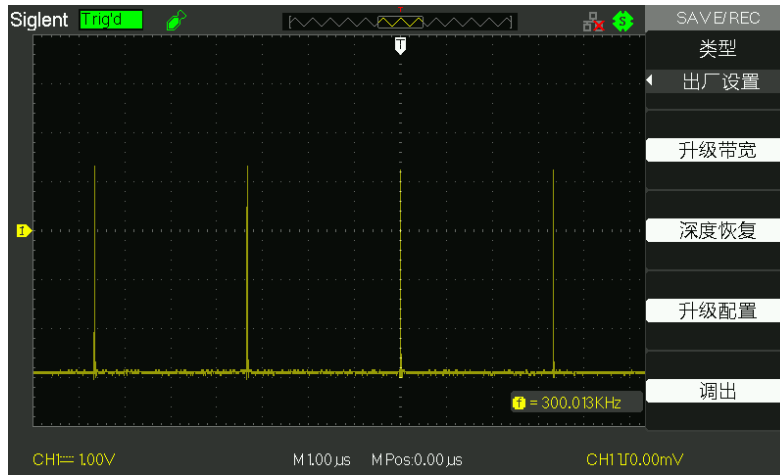 Siglent Trig'd T S SAVE/REC
T
类型
出厂设置
升级带宽
深度恢复
升级配置
调出
f = 300.013KHz
CH1 1.00V M 1.00µs M Pos:0.00µs CH1 0.00mV